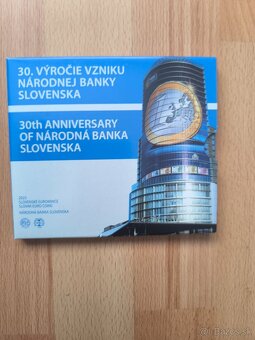 30. VÝROČIE VZNIKU
NÁRODNEJ BANKY
SLOVENSKA
30th ANNIVERSARY
OF NÁRODNÁ BANKA
SLOVENSKA
2023
SLOVENSKÉ EUROMINCE
SLOVAK EURO COINS
NÁRODNÁ BANKA SLOVENSKA